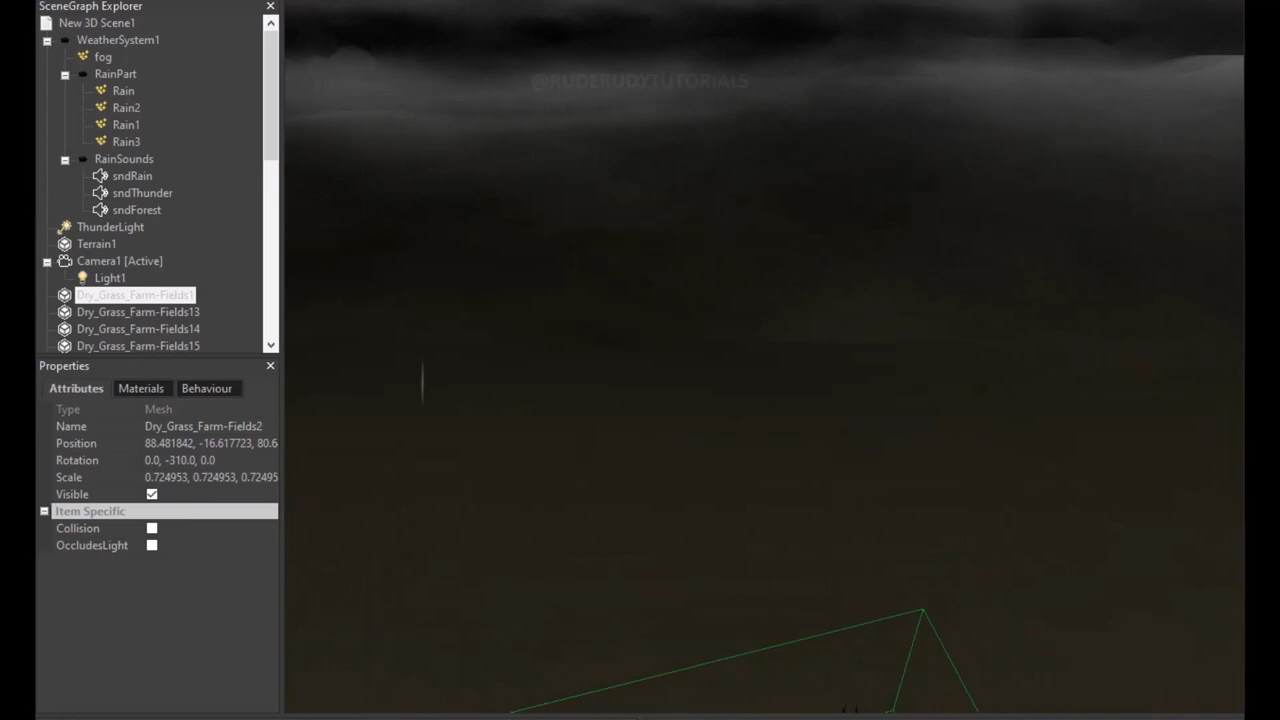 SceneGraph Explorer
New 3D Scene1
WeatherSystem1
fog
RainPart
Rain
Rain2
Rain1
Rain3
RainSounds
sndRain
sndThunder
sndForest
ThunderLight
Terrain1
Camera1 [Active]
Light1
Dry_Grass_Farm-Fields1
Dry_Grass_Farm-Fields13
Dry_Grass_Farm-Fields14
Dry_Grass_Farm-Fields15
Properties
Attributes Materials Behaviour
Type Mesh
Name Dry_Grass_Farm-Fields2
Position 88.481842, -16.617723, 80.6
Rotation 0.0, -310.0, 0.0
Scale 0.724953, 0.724953, 0.72495
Visible
Item Specific
Collision
OccludesLight
@RUDERUDYTUTORIALS